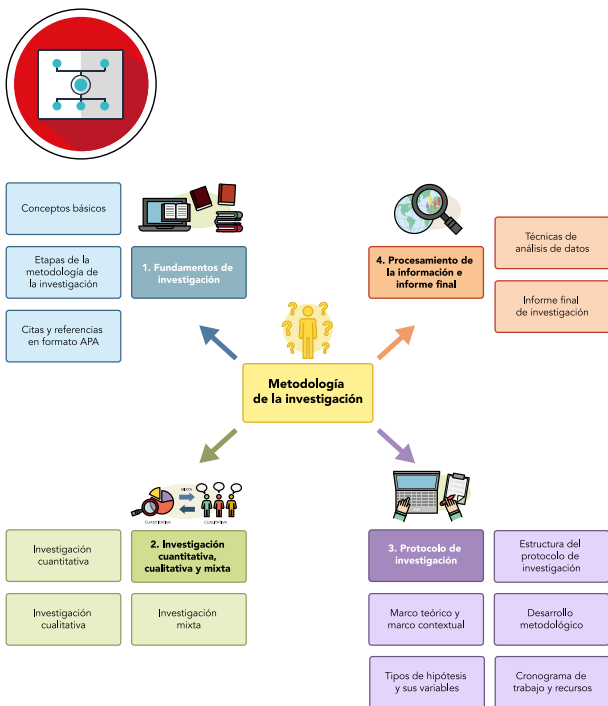 Conceptos básicos
Etapas de la
metodología de
la investigación
Citas y referencias
en formato APA
1. Fundamentos de
investigación
4. Procesamiento de
la información e
informe final
Técnicas de
análisis de datos
Informe final
de investigación
Metodología
de la investigación
MIXTA
CUANTITATIVA
CUALITATIVA
Investigación
cuantitativa
2. Investigación
cuantitativa,
cualitativa y mixta
Investigación
cualitativa
Investigación
mixta
3. Protocolo de
investigación
Estructura del
protocolo de
investigación
Marco teórico y
marco contextual
Desarrollo
metodológico
Tipos de hipótesis
y sus variables
Cronograma de
trabajo y recursos